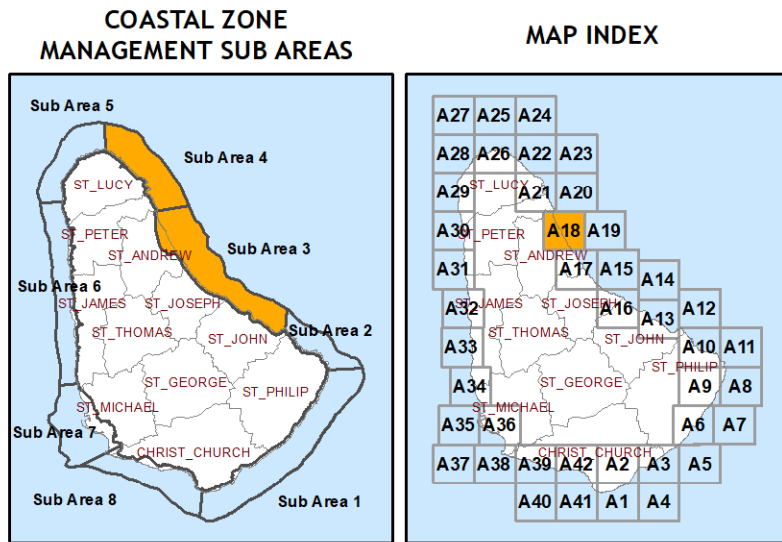 COASTAL ZONE
MANAGEMENT SUB AREAS
Sub Area 5
Sub Area 4
ST_LUCY
ST_PETER
Sub Area 3
ST_ANDREW
Sub Area 6
ST_JAMES
ST_JOSEPH
Sub Area 2
ST_THOMAS
ST_JOHN
ST_GEORGE
ST_PHILIP
ST_MICHAEL
Sub Area 7
CHRIST_CHURCH
Sub Area 8
Sub Area 1
MAP INDEX
A27 A25 A24
A28 A26 A22 A23
ST_LUCY
A29 A21 A20
A30 ST_PETER A18 A19
ST_ANDREW
A31 A17 A15 A14
A32 ST_JAMES ST_JOSEPH A16 A12
A13
ST_THOMAS ST_JOHN
A33 A10 A11
ST_PHILIP
A34 ST_GEORGE A9 A8
ST_MICHAEL
A35 A36 A6 A7
CHRIST_CHURCH
A37 A38 A39 A42 A2 A3 A5
A40 A41 A1 A4